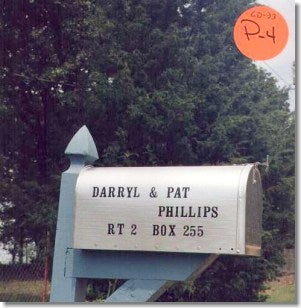 CD-33
P-4
DARRYL & PAT
PHILLIPS
RT 2 BOX 255